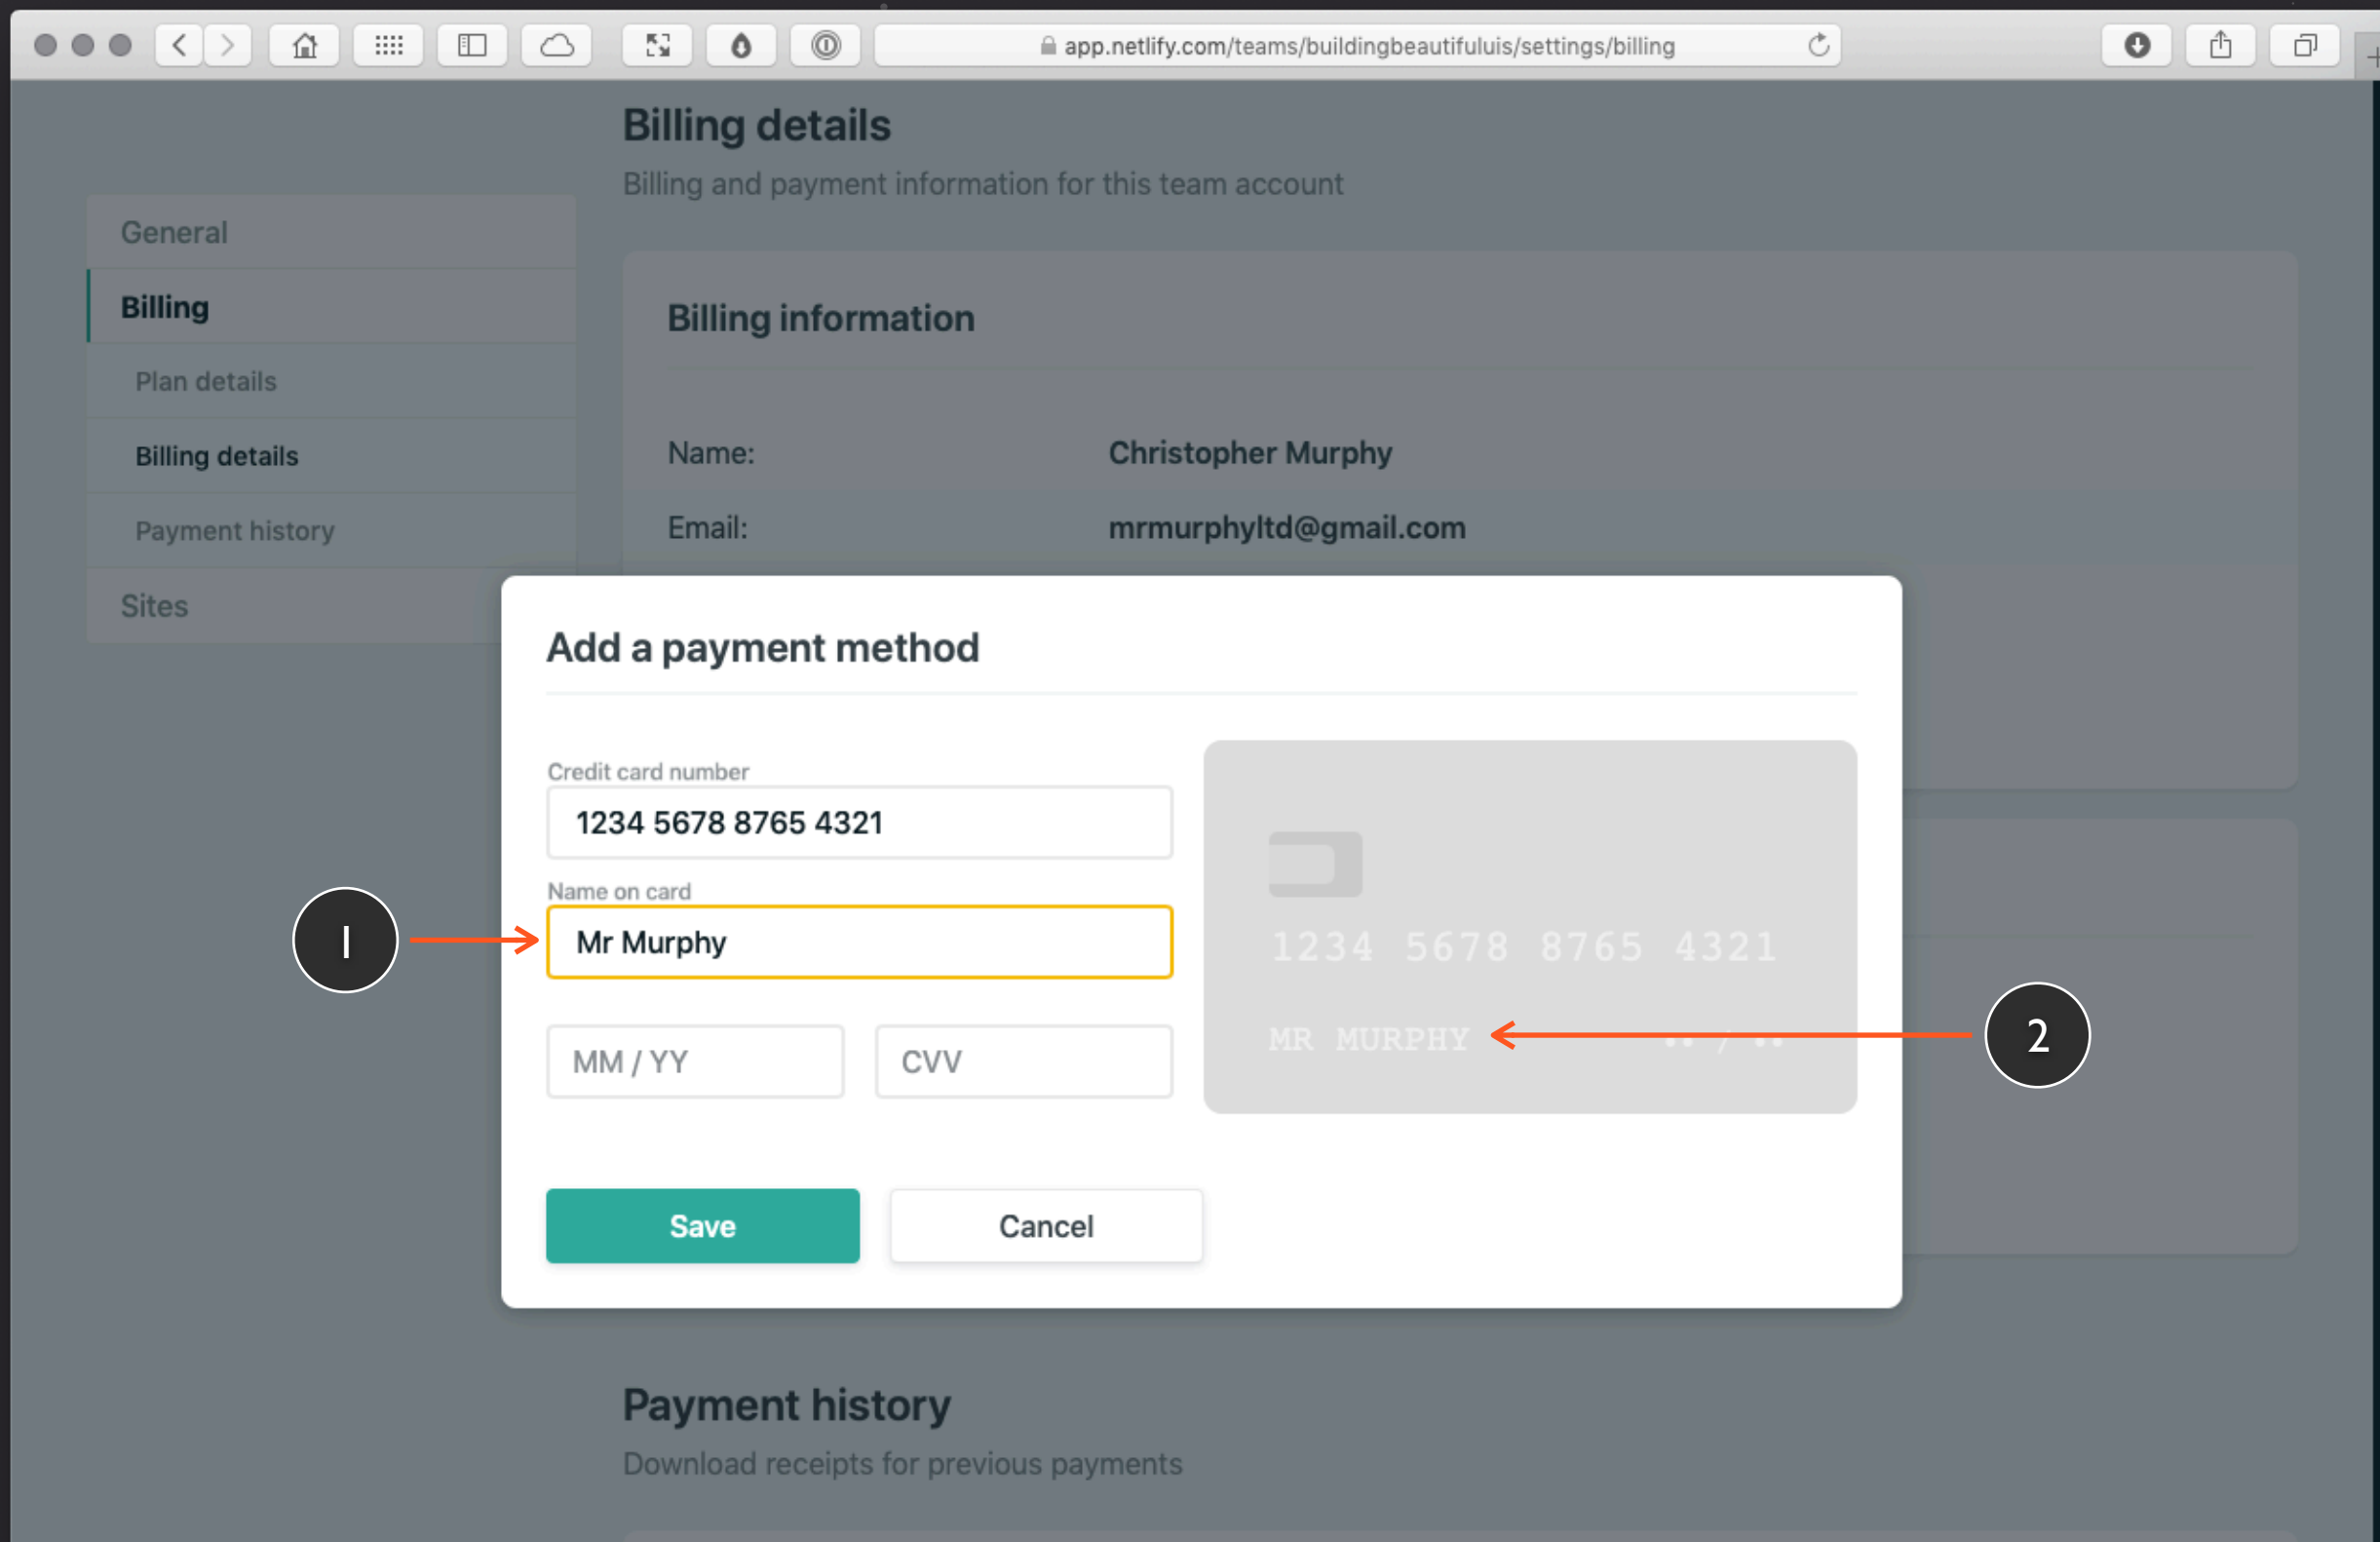 app.netlify.com/teams/buildingbeautifuluis/settings/billing
Billing details
Billing and payment information for this team account
General
Billing
Plan details
Billing details
Payment history
Sites
Billing information
Name: Christopher Murphy
Email: mrmurphyltd@gmail.com
Add a payment method
Credit card number
1234 5678 8765 4321
Name on card
Mr Murphy
MM / YY CVV
1234 5678 8765 4321
MR MURPHY •• / ••
1
2
Save Cancel
Payment history
Download receipts for previous payments